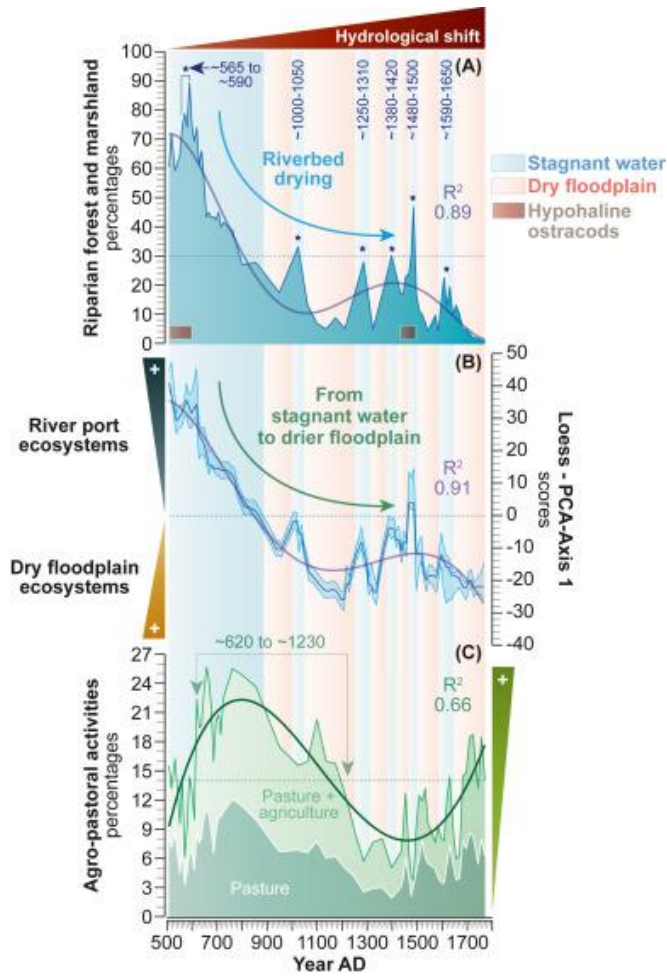 Hydrological shift
(A)
Riparian forest and marshland
percentages
100
90
80
70
60
50
40
30
20
10
0
* ~565 to
~590
~1000-1050
~1250-1310
~1380-1420
~1480-1500
~1590-1650
* * * * *
Riverbed
drying
R²
0.89
Stagnant water
Dry floodplain
Hypohaline
ostracods
(B)
+
River port
ecosystems
Dry floodplain
ecosystems
+
From
stagnant water
to drier floodplain
R²
0.91
50
40
30
20
10
0
-10
-20
-30
-40
Loess - PCA-Axis 1
scores
(C)
Agro-pastoral activities
percentages
27
24
21
18
15
12
9
6
3
0
~620 to ~1230
R²
0.66
+
Pasture +
agriculture
Pasture
500 700 900 1100 1300 1500 1700
Year AD